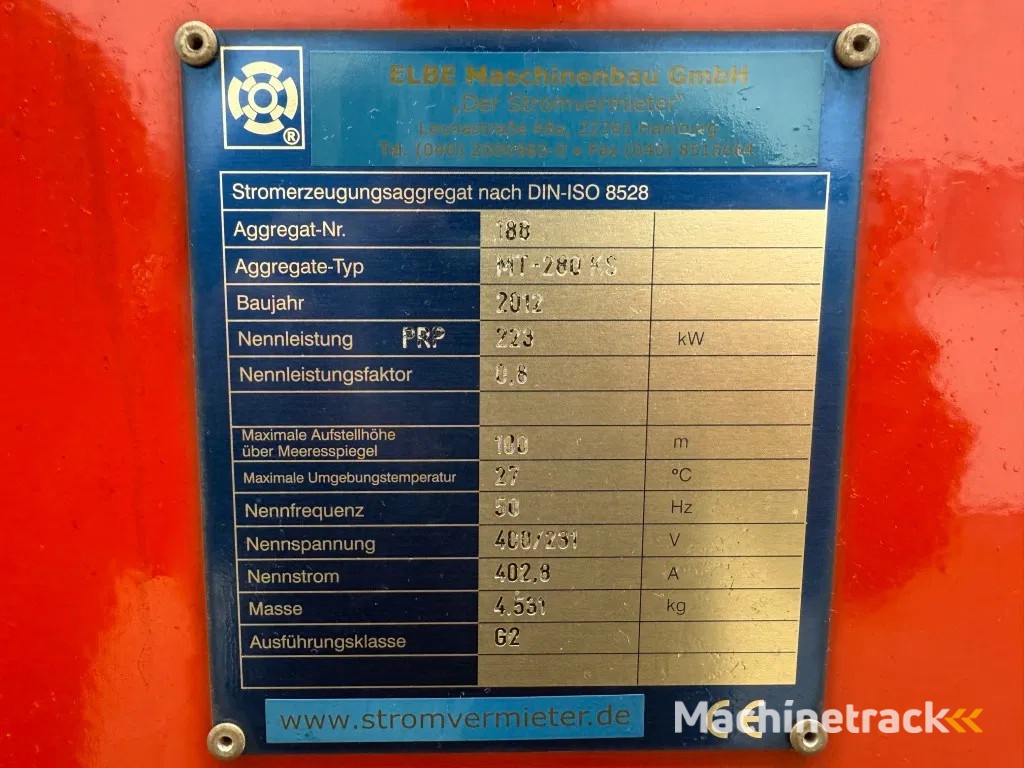 ELBE Maschinenbau GmbH
„Der Stromvermieter"
®
Stromerzeugungsaggregat nach DIN-ISO 8528
Aggregat-Nr. 188
Aggregate-Typ MT-280 KS
Baujahr 2012
Nennleistung PRP 223 kW
Nennleistungsfaktor 0,8
Maximale Aufstellhöhe
über Meeresspiegel 100 m
Maximale Umgebungstemperatur 27 °C
Nennfrequenz 50 Hz
Nennspannung 400/231 V
Nennstrom 402,8 A
Masse 4.531 kg
Ausführungsklasse G2
www.stromvermieter.de
CE
Machinetrack